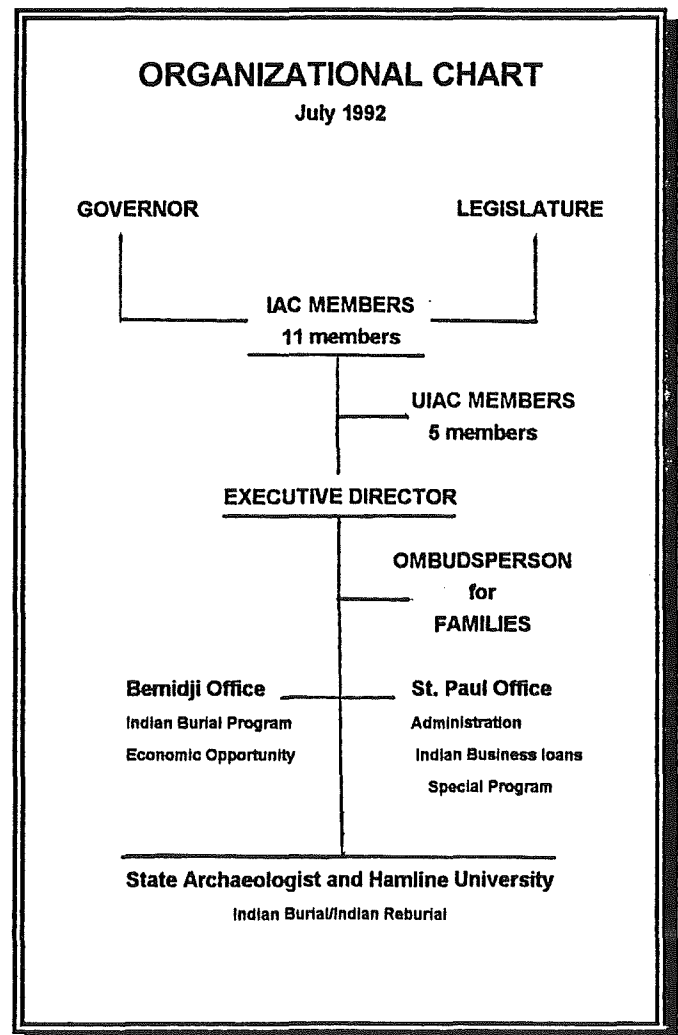 ORGANIZATIONAL CHART
July 1992
GOVERNOR
LEGISLATURE
IAC MEMBERS
11 members
UIAC MEMBERS
5 members
EXECUTIVE DIRECTOR
OMBUDSPERSON
for
FAMILIES
Bemidji Office
Indian Burial Program
Economic Opportunity
St. Paul Office
Administration
Indian Business loans
Special Program
State Archaeologist and Hamline University
Indian Burial/Indian Reburial